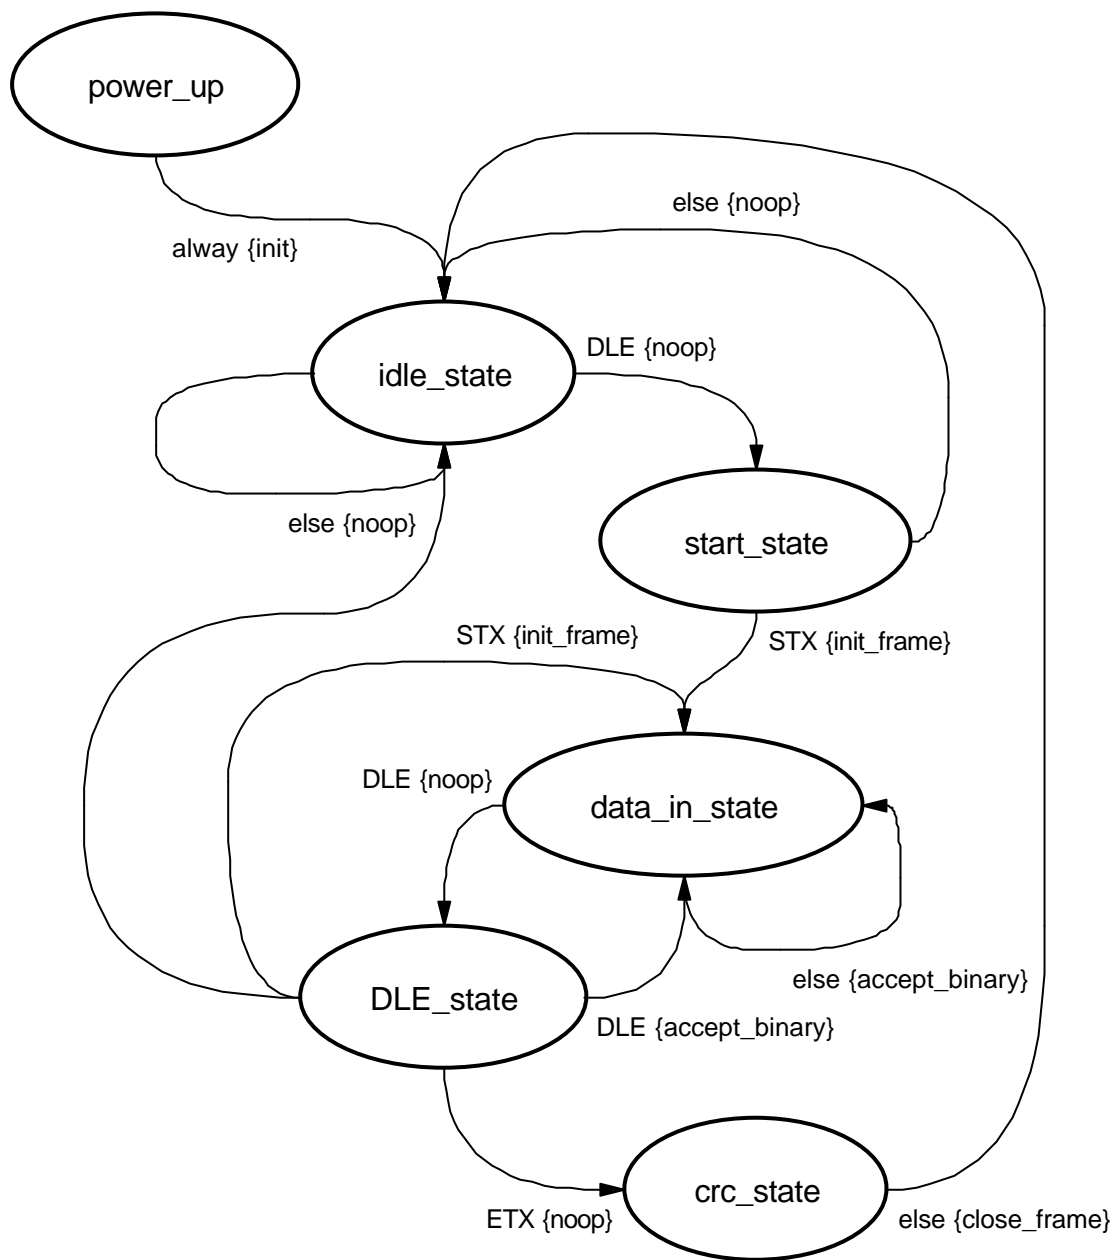 power_up
else {noop}
alway {init}
DLE {noop}
idle_state
else {noop}
start_state
STX {init_frame}
STX {init_frame}
DLE {noop}
data_in_state
else {accept_binary}
DLE_state
DLE {accept_binary}
crc_state
ETX {noop}
else {close_frame}